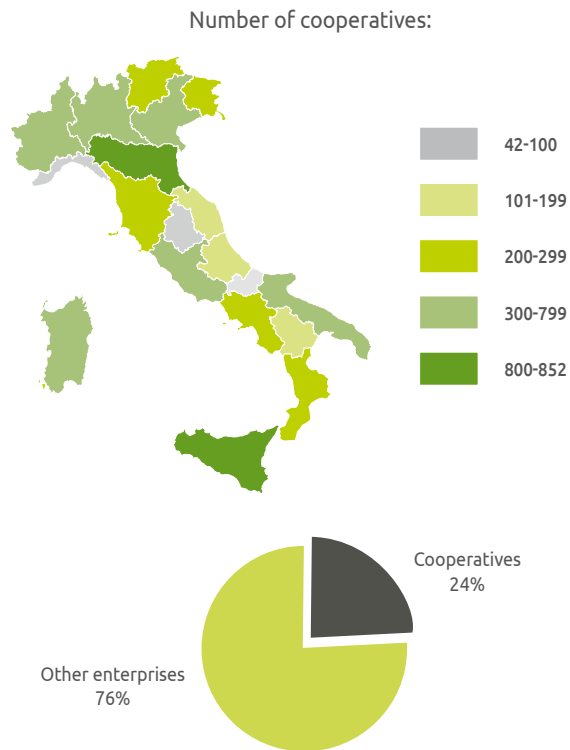 Number of cooperatives:
42-100
101-199
200-299
300-799
800-852
Cooperatives
24%
Other enterprises
76%